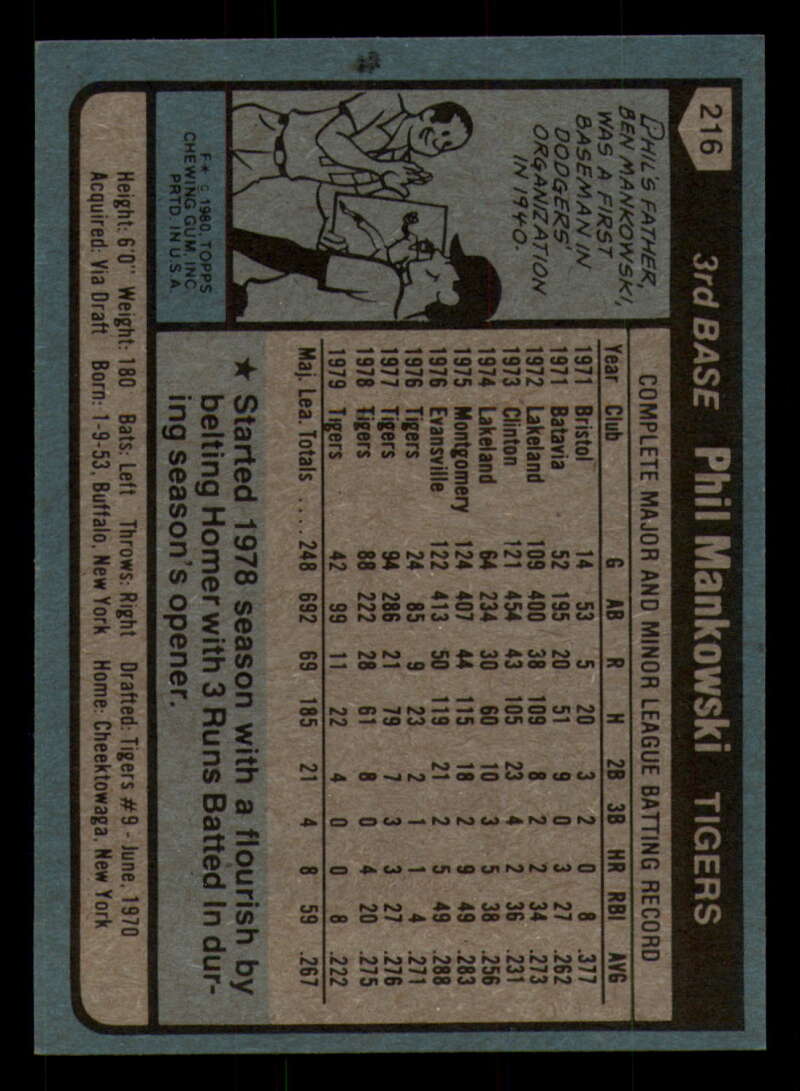 216
3rd BASE Phil Mankowski TIGERS
PHIL'S FATHER,
BEN MANKOWSKI,
WAS A FIRST
BASEMAN IN
DODGERS'
ORGANIZATION
IN 1940.
F* © 1980 TOPPS
CHEWING GUM, INC.
PRTD. IN U.S.A.
COMPLETE MAJOR AND MINOR LEAGUE BATTING RECORD
Year Club G AB R H 2B 3B HR RBI AVG
1971 Bristol 14 53 5 20 3 2 0 8 .377
1971 Batavia 52 195 20 51 9 0 3 27 .262
1972 Lakeland 109 400 38 109 8 2 2 34 .273
1973 Clinton 121 454 43 105 23 4 2 36 .231
1974 Lakeland 64 234 30 60 10 3 5 38 .256
1975 Montgomery 124 407 44 115 18 2 9 49 .283
1976 Evansville 122 413 50 119 21 2 5 49 .288
1976 Tigers 24 85 9 23 2 1 1 4 .271
1977 Tigers 94 286 21 79 7 3 3 27 .276
1978 Tigers 88 222 28 61 8 0 4 20 .275
1979 Tigers 42 99 11 22 4 0 0 8 .222
Maj. Lea. Totals ..... 248 692 69 185 21 4 8 59 .267
★ Started 1978 season with a flourish by
belting Homer with 3 Runs Batted In dur-
ing season's opener.
Height: 6'0" Weight: 180 Bats: Left Throws: Right Drafted: Tigers #9 - June, 1970
Acquired: Via Draft Born: 1-9-53, Buffalo, New York Home: Cheektowaga, New York